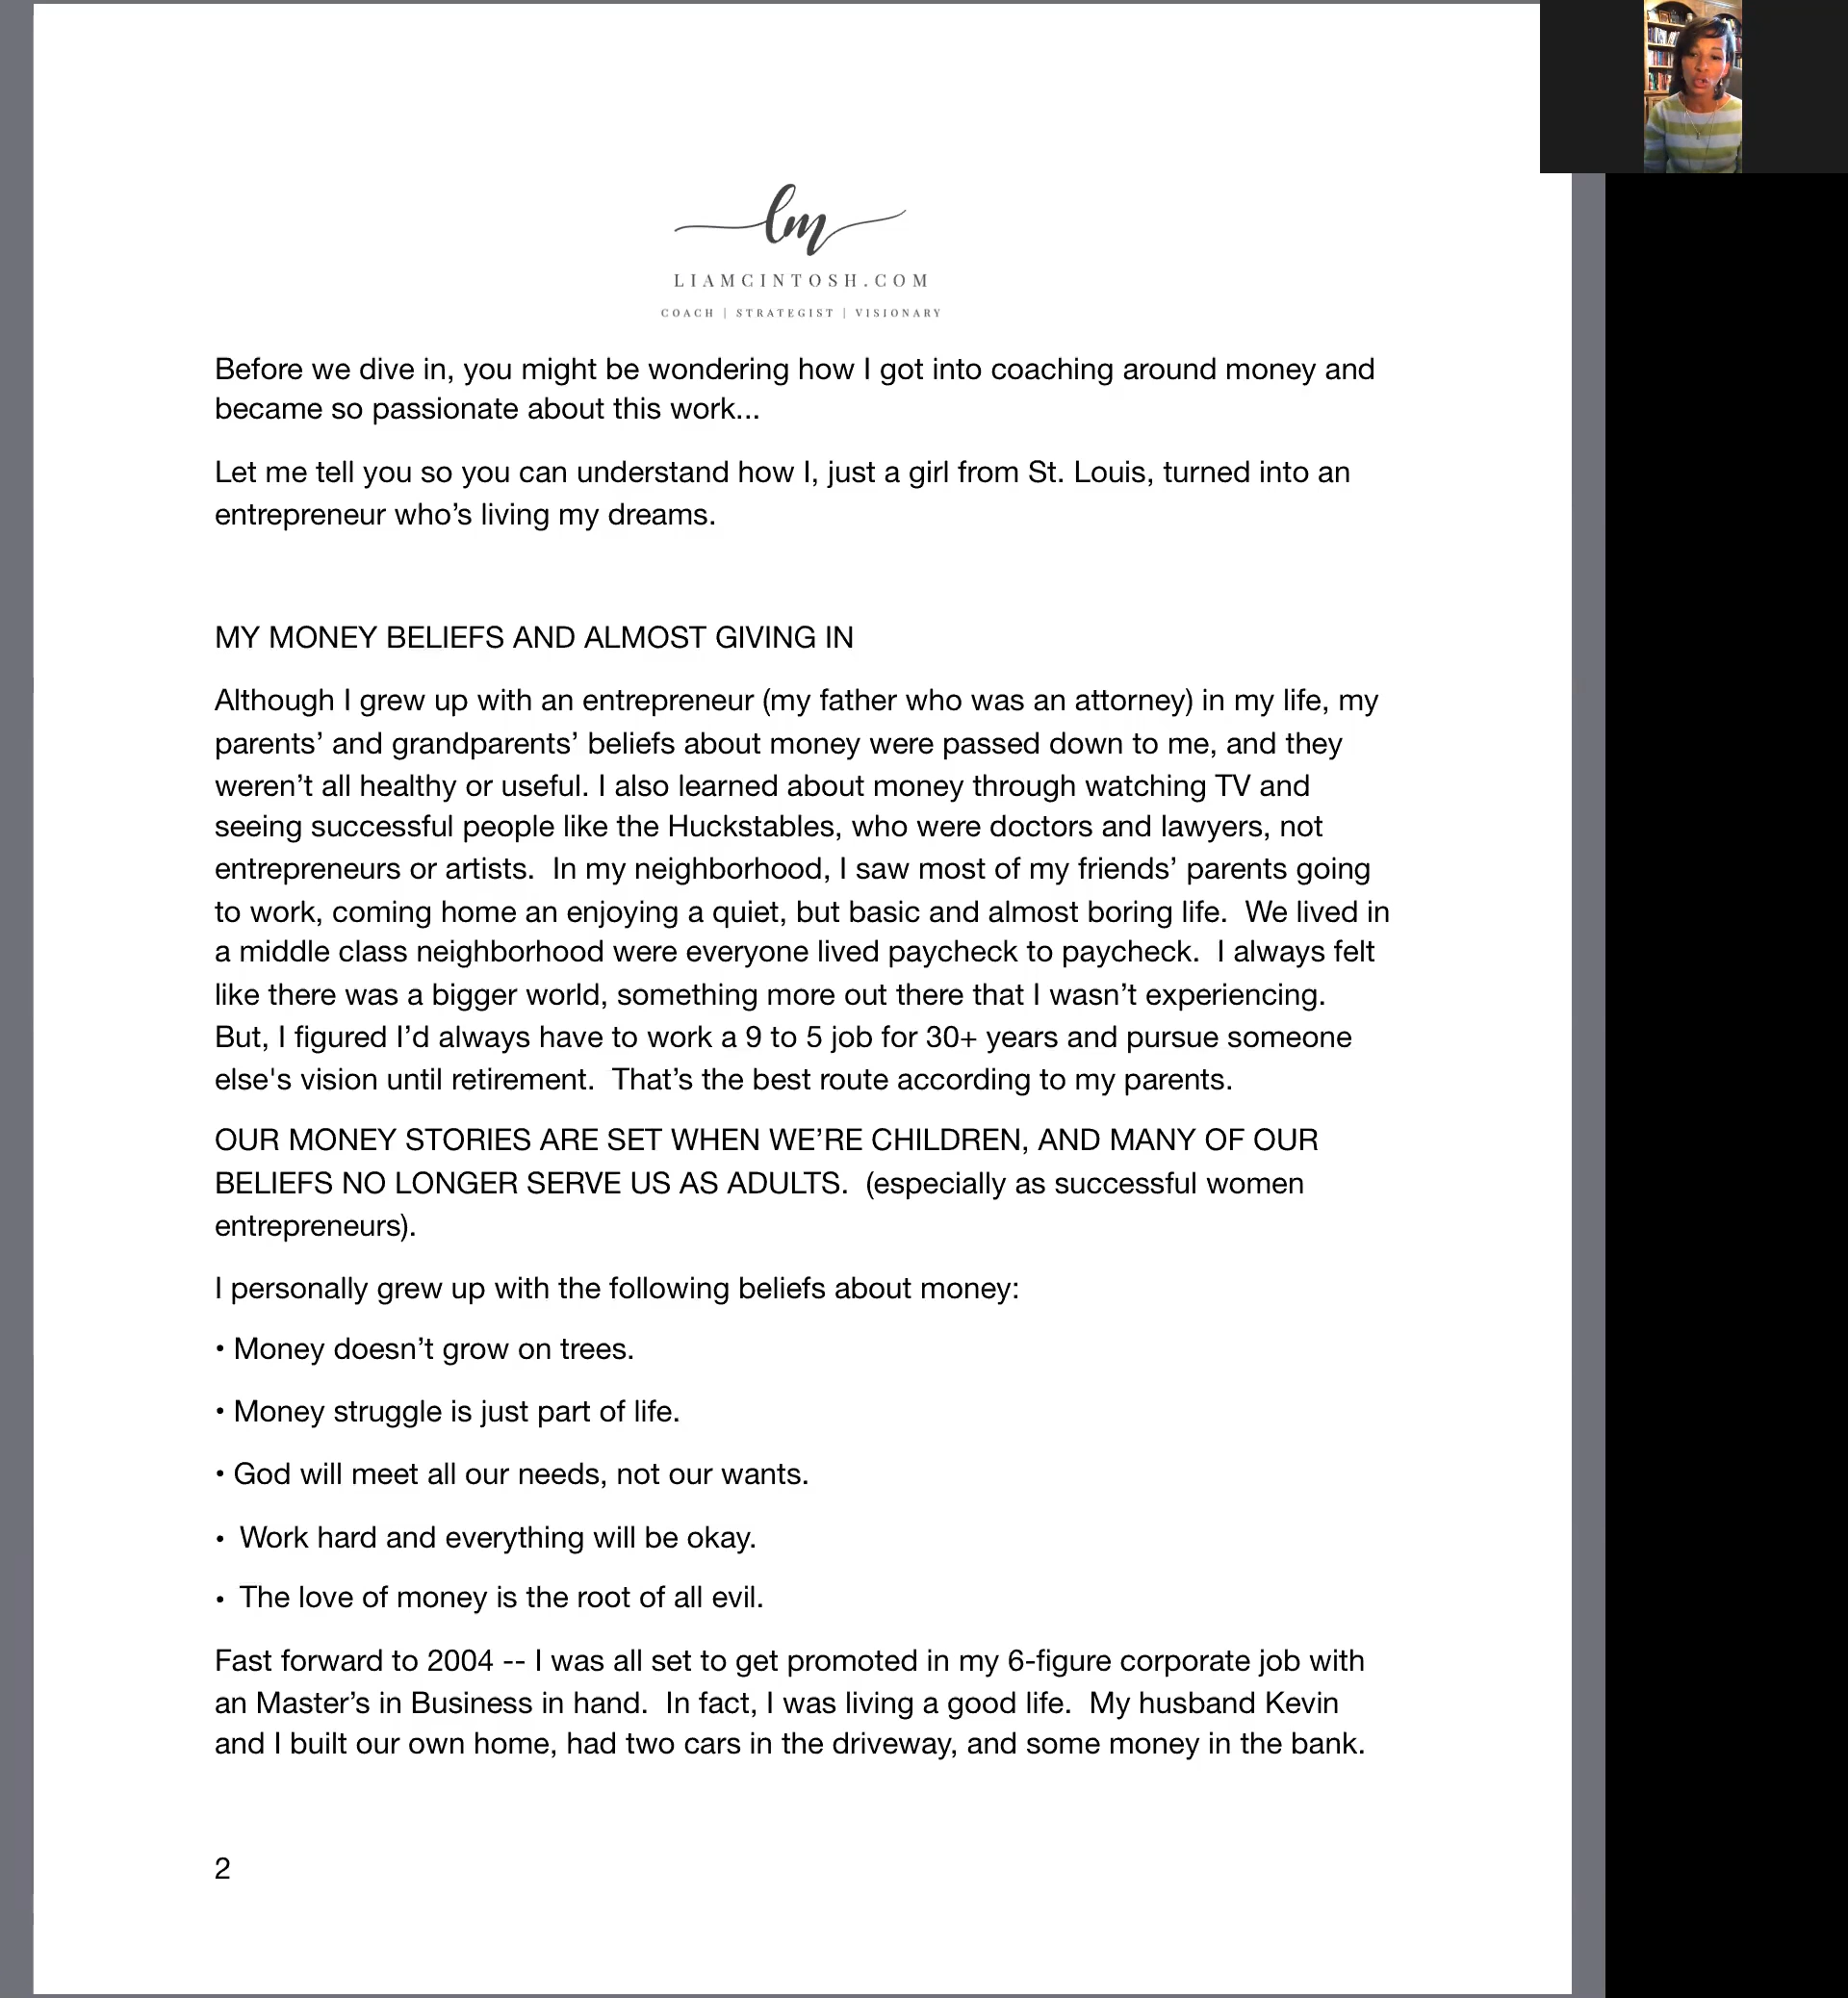 lm
LIAMCINTOSH.COM
COACH | STRATEGIST | VISIONARY
Before we dive in, you might be wondering how I got into coaching around money and
became so passionate about this work...
Let me tell you so you can understand how I, just a girl from St. Louis, turned into an
entrepreneur who’s living my dreams.
MY MONEY BELIEFS AND ALMOST GIVING IN
Although I grew up with an entrepreneur (my father who was an attorney) in my life, my
parents’ and grandparents’ beliefs about money were passed down to me, and they
weren’t all healthy or useful. I also learned about money through watching TV and
seeing successful people like the Huckstables, who were doctors and lawyers, not
entrepreneurs or artists.  In my neighborhood, I saw most of my friends’ parents going
to work, coming home an enjoying a quiet, but basic and almost boring life.  We lived in
a middle class neighborhood were everyone lived paycheck to paycheck.  I always felt
like there was a bigger world, something more out there that I wasn’t experiencing.
But, I figured I’d always have to work a 9 to 5 job for 30+ years and pursue someone
else's vision until retirement.  That’s the best route according to my parents.
OUR MONEY STORIES ARE SET WHEN WE’RE CHILDREN, AND MANY OF OUR
BELIEFS NO LONGER SERVE US AS ADULTS.  (especially as successful women
entrepreneurs).
I personally grew up with the following beliefs about money:
• Money doesn’t grow on trees.
• Money struggle is just part of life.
• God will meet all our needs, not our wants.
• Work hard and everything will be okay.
• The love of money is the root of all evil.
Fast forward to 2004 -- I was all set to get promoted in my 6-figure corporate job with
an Master’s in Business in hand.  In fact, I was living a good life.  My husband Kevin
and I built our own home, had two cars in the driveway, and some money in the bank.
2